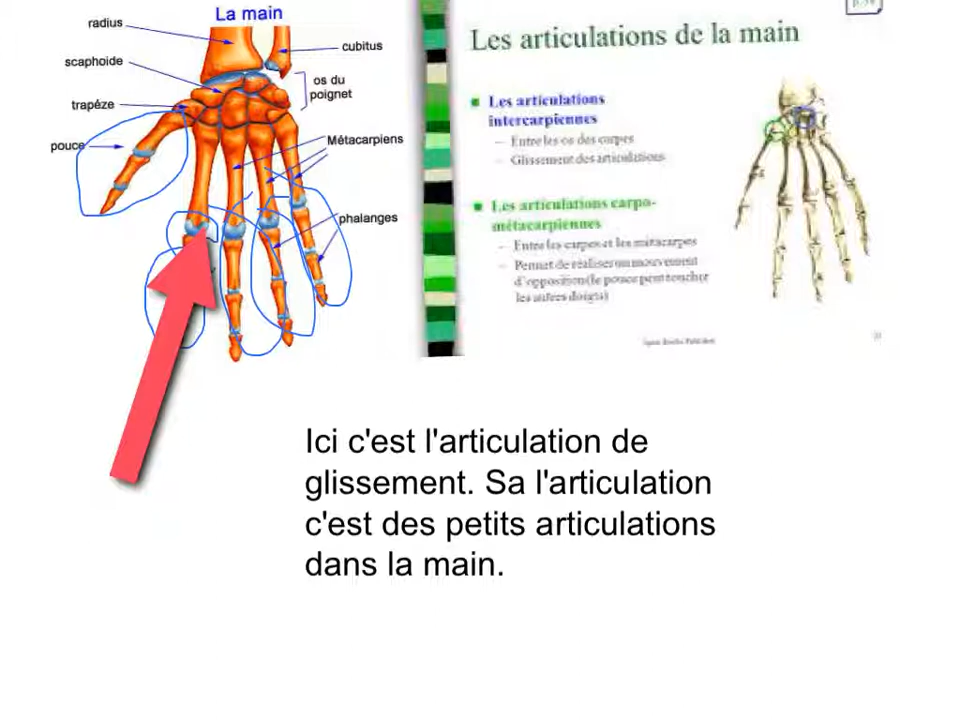 La main
radius
cubitus
scaphoide
os du
poignet
trapéze
pouce
Métacarpiens
phalanges
Les articulations de la main
Les articulations
intercarpiennes
– Entre les os des carpes
– Glissement des articulations
Les articulations carpo-
métacarpiennes
– Entre les carpes et les métacarpes
– Permet de réaliser un mouvement
d'opposition (le pouce peut toucher
les autres doigts)
Ici c'est l'articulation de
glissement. Sa l'articulation
c'est des petits articulations
dans la main.